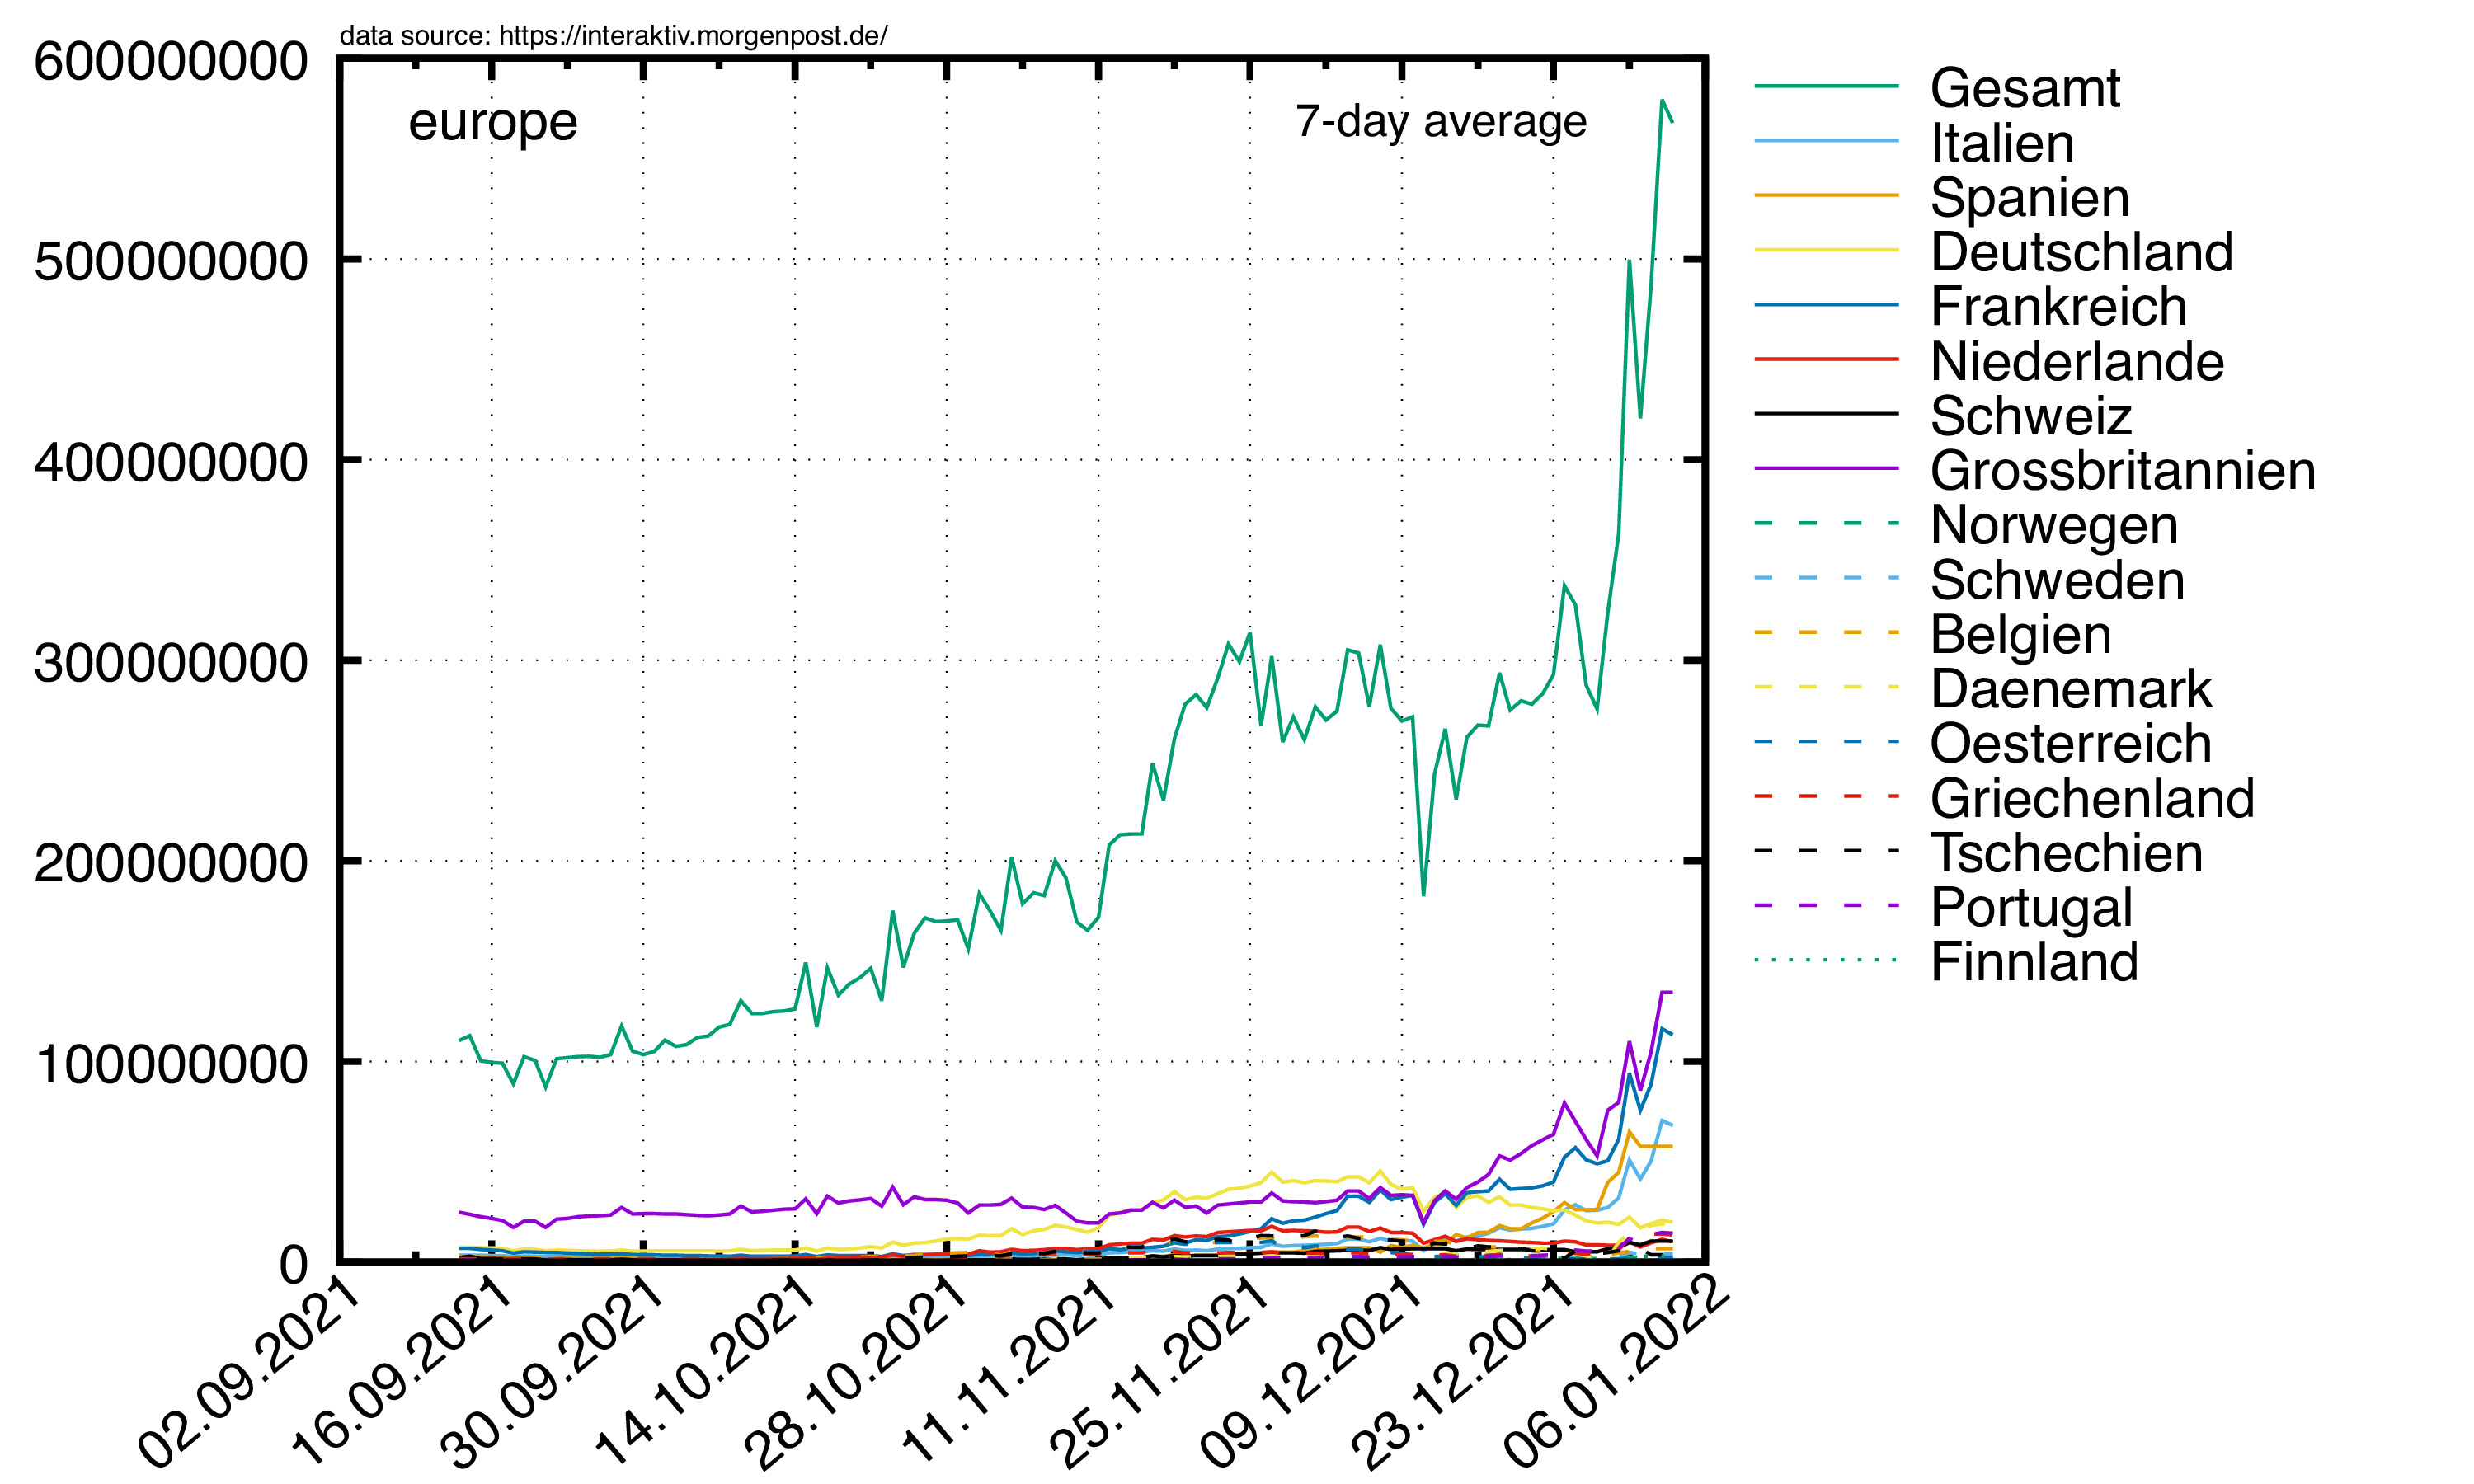 data source: https://interaktiv.morgenpost.de/
europe
7-day average
600000000
500000000
400000000
300000000
200000000
100000000
0
02.09.2021
16.09.2021
30.09.2021
14.10.2021
28.10.2021
11.11.2021
25.11.2021
09.12.2021
23.12.2021
06.01.2022
Gesamt
Italien
Spanien
Deutschland
Frankreich
Niederlande
Schweiz
Grossbritannien
Norwegen
Schweden
Belgien
Daenemark
Oesterreich
Griechenland
Tschechien
Portugal
Finnland